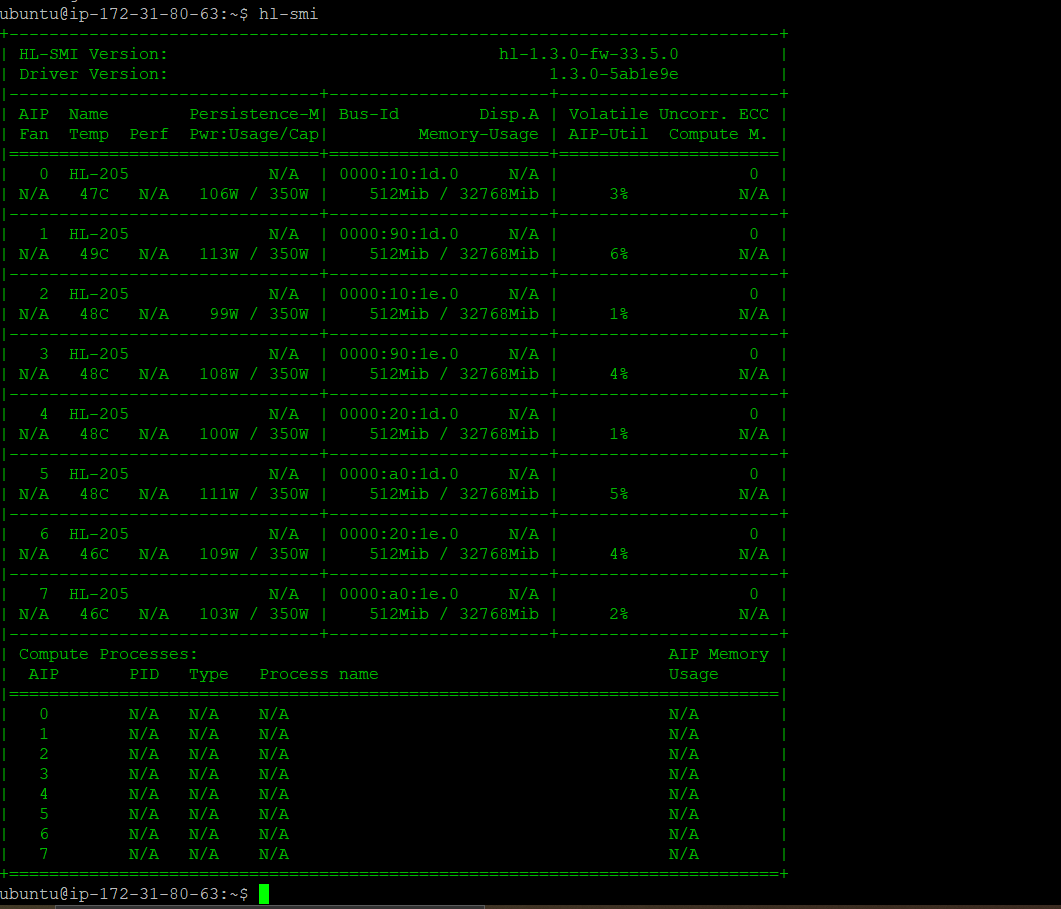 ubuntu@ip-172-31-80-63:~$ hl-smi
+-----------------------------------------------------------------------------+
| HL-SMI Version:                                 hl-1.3.0-fw-33.5.0          |
| Driver Version:                                      1.3.0-5ab1e9e          |
|-------------------------------+----------------------+----------------------+
| AIP  Name        Persistence-M| Bus-Id        Disp.A | Volatile Uncorr. ECC |
| Fan  Temp  Perf  Pwr:Usage/Cap|         Memory-Usage | AIP-Util  Compute M. |
|===============================+======================+======================|
|   0  HL-205              N/A  | 0000:10:1d.0     N/A |                   0  |
| N/A   47C   N/A   106W / 350W |    512Mib / 32768Mib |     3%           N/A |
|-------------------------------+----------------------+----------------------+
|   1  HL-205              N/A  | 0000:90:1d.0     N/A |                   0  |
| N/A   49C   N/A   113W / 350W |    512Mib / 32768Mib |     6%           N/A |
|-------------------------------+----------------------+----------------------+
|   2  HL-205              N/A  | 0000:10:1e.0     N/A |                   0  |
| N/A   48C   N/A    99W / 350W |    512Mib / 32768Mib |     1%           N/A |
|-------------------------------+----------------------+----------------------+
|   3  HL-205              N/A  | 0000:90:1e.0     N/A |                   0  |
| N/A   48C   N/A   108W / 350W |    512Mib / 32768Mib |     4%           N/A |
|-------------------------------+----------------------+----------------------+
|   4  HL-205              N/A  | 0000:20:1d.0     N/A |                   0  |
| N/A   48C   N/A   100W / 350W |    512Mib / 32768Mib |     1%           N/A |
|-------------------------------+----------------------+----------------------+
|   5  HL-205              N/A  | 0000:a0:1d.0     N/A |                   0  |
| N/A   48C   N/A   111W / 350W |    512Mib / 32768Mib |     5%           N/A |
|-------------------------------+----------------------+----------------------+
|   6  HL-205              N/A  | 0000:20:1e.0     N/A |                   0  |
| N/A   46C   N/A   109W / 350W |    512Mib / 32768Mib |     4%           N/A |
|-------------------------------+----------------------+----------------------+
|   7  HL-205              N/A  | 0000:a0:1e.0     N/A |                   0  |
| N/A   46C   N/A   103W / 350W |    512Mib / 32768Mib |     2%           N/A |
|-------------------------------+----------------------+----------------------+
| Compute Processes:                                               AIP Memory |
|  AIP       PID   Type   Process name                             Usage      |
|=============================================================================|
|   0        N/A   N/A    N/A                                      N/A        |
|   1        N/A   N/A    N/A                                      N/A        |
|   2        N/A   N/A    N/A                                      N/A        |
|   3        N/A   N/A    N/A                                      N/A        |
|   4        N/A   N/A    N/A                                      N/A        |
|   5        N/A   N/A    N/A                                      N/A        |
|   6        N/A   N/A    N/A                                      N/A        |
|   7        N/A   N/A    N/A                                      N/A        |
+=============================================================================+
ubuntu@ip-172-31-80-63:~$